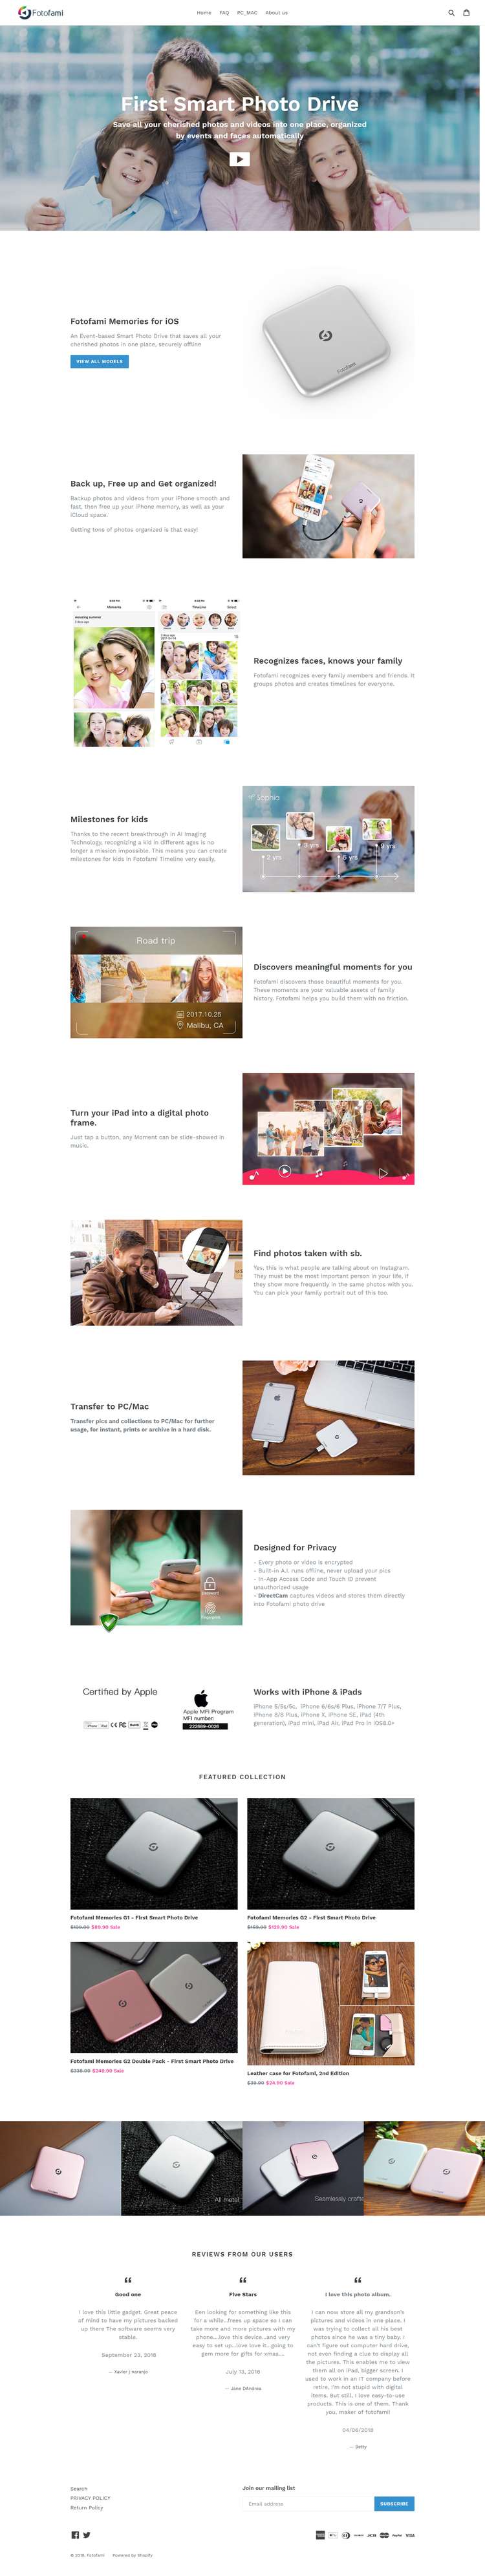 Fotofami
Home FAQ PC_MAC About us
First Smart Photo Drive
Save all your cherished photos and videos into one place, organized
by events and faces automatically
Fotofami Memories for iOS
An Event-based Smart Photo Drive that saves all your
cherished photos in one place, securely offline
VIEW ALL MODELS
Fotofami
Back up, Free up and Get organized!
Backup photos and videos from your iPhone smooth and
fast, then free up your iPhone memory, as well as your
iCloud space.
Getting tons of photos organized is that easy!
Moments
Amazing summer
TimeLine
Select
Recognizes faces, knows your family
Fotofami recognizes every family members and friends. It
groups photos and creates timelines for everyone.
Milestones for kids
Thanks to the recent breakthrough in AI Imaging
Technology, recognizing a kid in different ages is no
longer a mission impossible. This means you can create
milestones for kids in Fotofami Timeline very easily.
Sophia
2 yrs
3 yrs
6 yrs
9 yrs
Road trip
2017.10.25
Malibu, CA
Discovers meaningful moments for you
Fotofami discovers those beautiful moments for you.
These moments are your valuable assets of family
history. Fotofami helps you build them with no friction.
Turn your iPad into a digital photo
frame.
Just tap a button, any Moment can be slide-showed in
music.
Find photos taken with sb.
Yes, this is what people are talking about on Instagram.
They must be the most important person in your life, if
they show more frequently in the same photos with you.
You can pick your family portrait out of this too.
Transfer to PC/Mac
Transfer pics and collections to PC/Mac for further
usage, for instant, prints or archive in a hard disk.
Designed for Privacy
- Every photo or video is encrypted
- Built-in A.I. runs offline, never upload your pics
- In-App Access Code and Touch ID prevent
unauthorized usage
- DirectCam captures videos and stores them directly
into Fotofami photo drive
Certified by Apple
Apple MFI Program
MFI number:
222669-0028
Works with iPhone & iPads
iPhone 5/5s/5c, iPhone 6/6s/6 Plus, iPhone 7/7 Plus,
iPhone 8/8 Plus, iPhone X, iPhone SE, iPad (4th
generation), iPad mini, iPad Air, iPad Pro in iOS8.0+
FEATURED COLLECTION
Fotofami Memories G1 - First Smart Photo Drive
$129.90 $89.90 Sale
Fotofami Memories G2 - First Smart Photo Drive
$169.90 $129.90 Sale
Fotofami Memories G2 Double Pack - First Smart Photo Drive
$339.90 $249.90 Sale
Leather case for Fotofami, 2nd Edition
$39.90 $24.90 Sale
All metal
Seamlessly crafte
REVIEWS FROM OUR USERS
Good one
I love this little gadget. Great peace
of mind to have my pictures backed
up there The software seems very
stable.
September 23, 2018
— Xavier j naranjo
Five Stars
Een looking for something like this
for a while...frees up space so I can
take more and more pictures with my
phone...love this device...and very
easy to set up..love love it...going to
gem more for gifts for xmas...
July 13, 2018
— Jane DAndrea
I love this photo album.
I can now store all my grandson's
pictures and videos in one place. I
was trying to collect all his best
photos since he was a tiny baby. I
can't figure out computer hard drive,
not even finding a clue to display all
the pictures. This enables me to view
them all on iPad, bigger screen. I
used to work in an IT company before
retire, I'm not stupid with digital
items. But still, I love easy-to-use
products. This is one of them. Thank
you, maker of fotofami!
04/06/2018
— Betty
Search
PRIVACY POLICY
Return Policy
Join our mailing list
Email address
SUBSCRIBE
© 2019, Fotofami Powered by Shopify